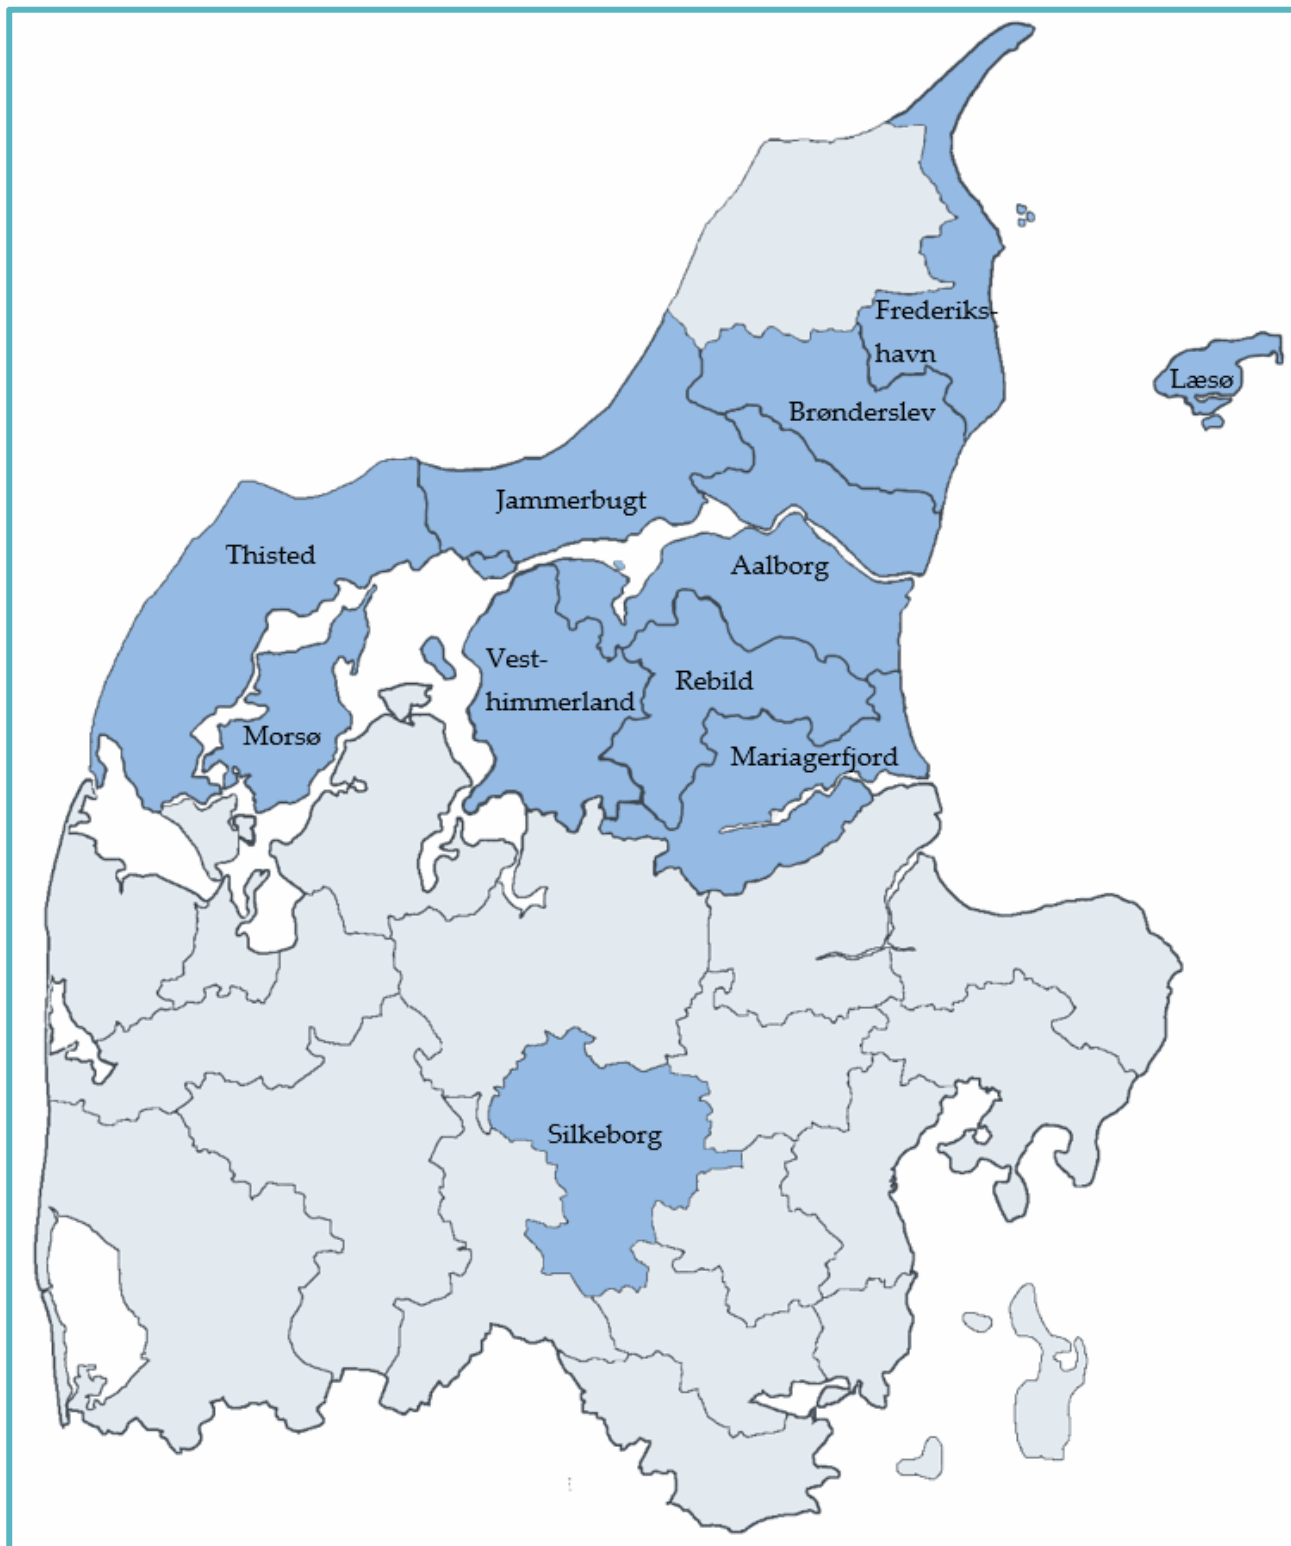 Frederiks-
havn
Læsø
Brønderslev
Jammerbugt
Thisted
Aalborg
Vest-
himmerland
Rebild
Morsø
Mariagerfjord
Silkeborg